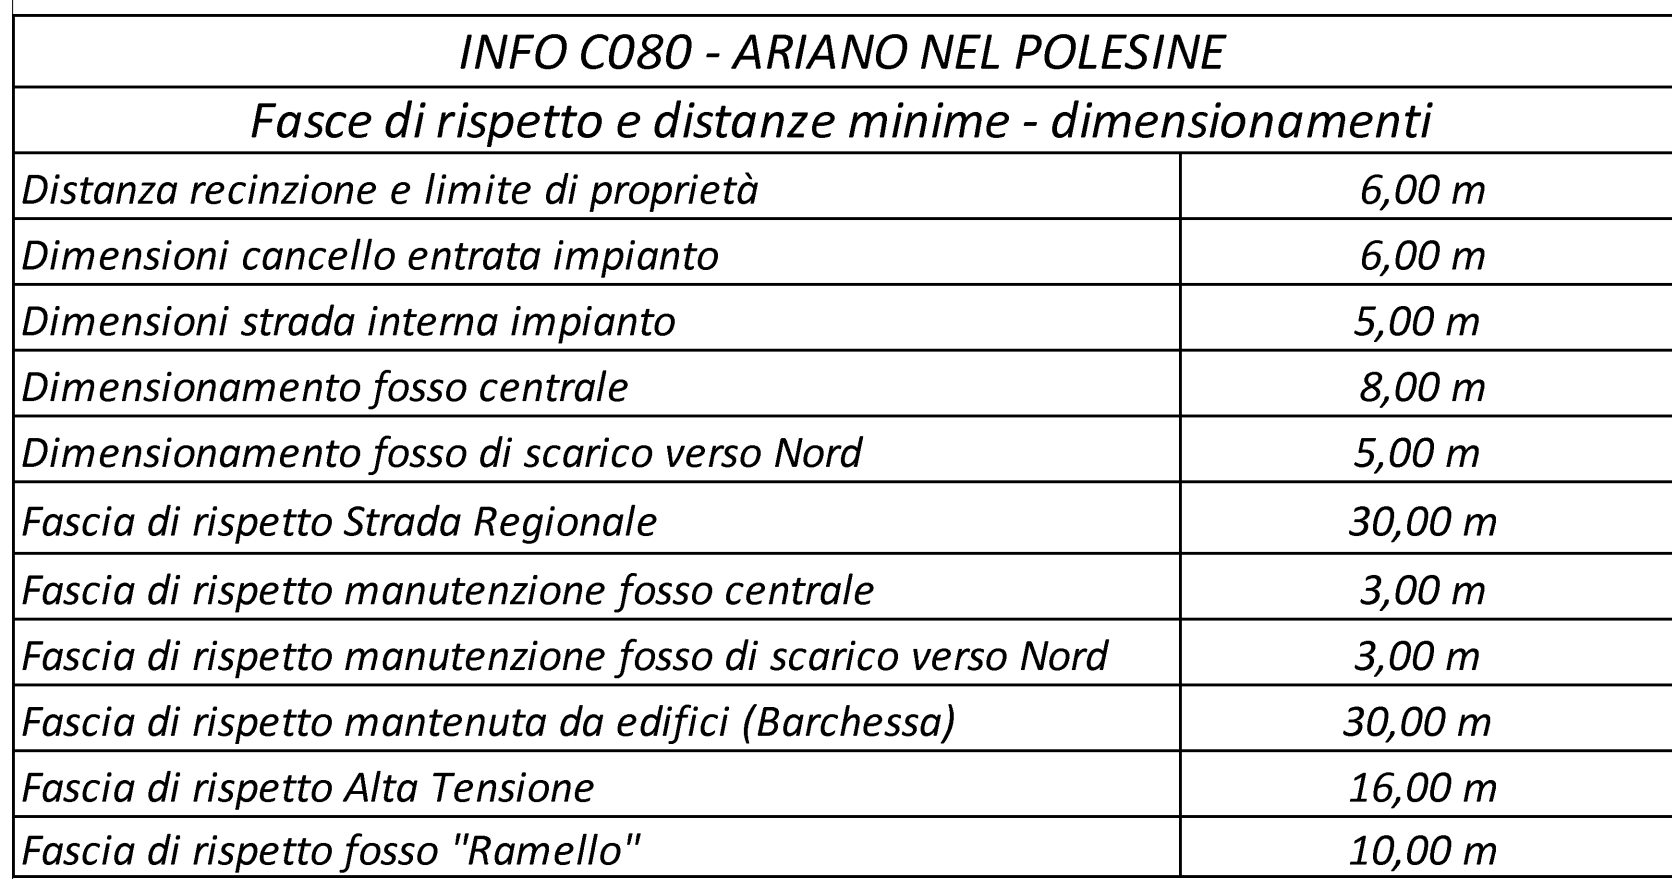 INFO C080 - ARIANO NEL POLESINE
Fasce di rispetto e distanze minime - dimensionamenti
Distanza recinzione e limite di proprietà 6,00 m
Dimensioni cancello entrata impianto 6,00 m
Dimensioni strada interna impianto 5,00 m
Dimensionamento fosso centrale 8,00 m
Dimensionamento fosso di scarico verso Nord 5,00 m
Fascia di rispetto Strada Regionale 30,00 m
Fascia di rispetto manutenzione fosso centrale 3,00 m
Fascia di rispetto manutenzione fosso di scarico verso Nord 3,00 m
Fascia di rispetto mantenuta da edifici (Barchessa) 30,00 m
Fascia di rispetto Alta Tensione 16,00 m
Fascia di rispetto fosso "Ramello" 10,00 m